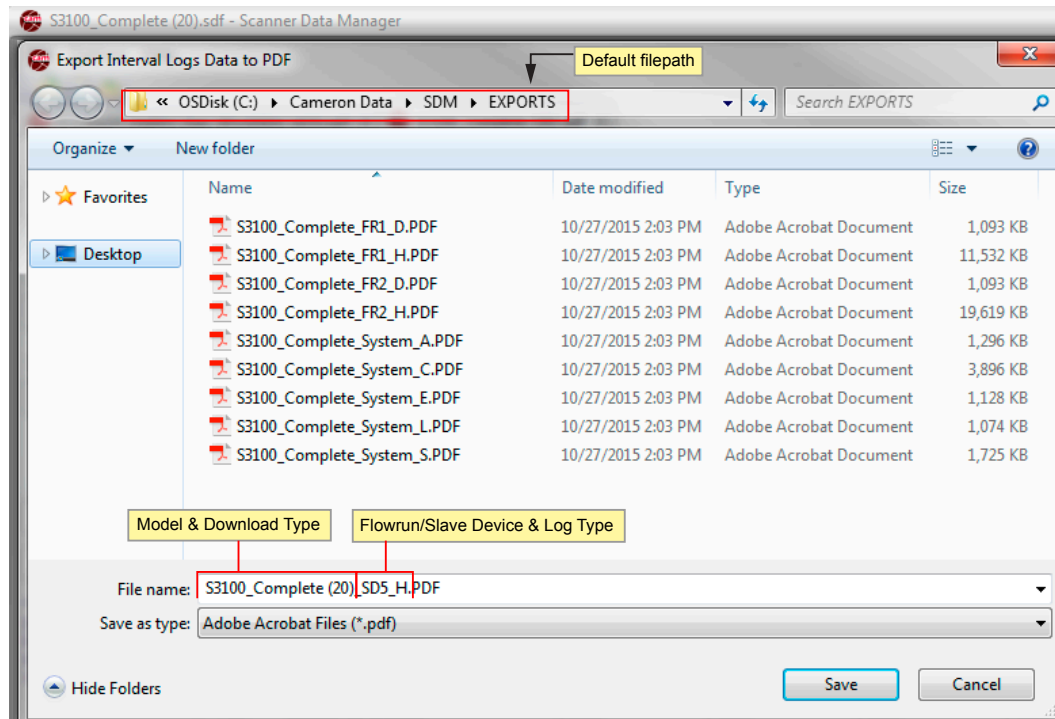 S3100_Complete (20).sdf - Scanner Data Manager
Export Interval Logs Data to PDF
Default filepath
x
« OSDisk (C:) ▸ Cameron Data ▸ SDM ▸ EXPORTS
Search EXPORTS
Organize ▾ New folder
?
Name Date modified Type Size
Favorites
Desktop
S3100_Complete_FR1_D.PDF 10/27/2015 2:03 PM Adobe Acrobat Document 1,093 KB
S3100_Complete_FR1_H.PDF 10/27/2015 2:03 PM Adobe Acrobat Document 11,532 KB
S3100_Complete_FR2_D.PDF 10/27/2015 2:03 PM Adobe Acrobat Document 1,093 KB
S3100_Complete_FR2_H.PDF 10/27/2015 2:03 PM Adobe Acrobat Document 19,619 KB
S3100_Complete_System_A.PDF 10/27/2015 2:03 PM Adobe Acrobat Document 1,296 KB
S3100_Complete_System_C.PDF 10/27/2015 2:03 PM Adobe Acrobat Document 3,896 KB
S3100_Complete_System_E.PDF 10/27/2015 2:03 PM Adobe Acrobat Document 1,128 KB
S3100_Complete_System_L.PDF 10/27/2015 2:03 PM Adobe Acrobat Document 1,074 KB
S3100_Complete_System_S.PDF 10/27/2015 2:03 PM Adobe Acrobat Document 1,725 KB
Model & Download Type
Flowrun/Slave Device & Log Type
File name: S3100_Complete (20)_SD5_H.PDF
Save as type: Adobe Acrobat Files (*.pdf)
Hide Folders
Save
Cancel